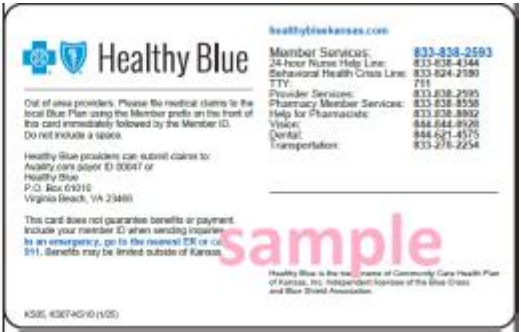 Healthy Blue
Out of area providers: Please file medical claims to the
local Blue Plan using the Member prefix on the front of
this card immediately followed by the Member ID.
Do not include a space.
Healthy Blue providers can submit claims to:
Availity.com payer ID 00047 or
Healthy Blue
P.O. Box 61010
Virginia Beach, VA 23466
This card does not guarantee benefits or payment.
Include your member ID when sending inquiries.
In an emergency, go to the nearest ER or
911. Benefits may be limited outside of Kansas.
KS05, KS07-KS10 (1/25)
healthybluekansas.com
Member Services: 833-838-2593
24-hour Nurse Help Line: 833-838-4344
Behavioral Health Crisis Line: 833-824-2180
TTY: 711
Provider Services: 833-838-2595
Pharmacy Member Services: 833-838-8558
Help for Pharmacists: 833-838-8802
Vision:
Dental: 844-621-4575
Transportation: 833-278-2254
sample
Healthy Blue is the trade name of Community Care Health Plan
of Kansas, Inc. Independent licensee of the Blue Cross
and Blue Shield Association.